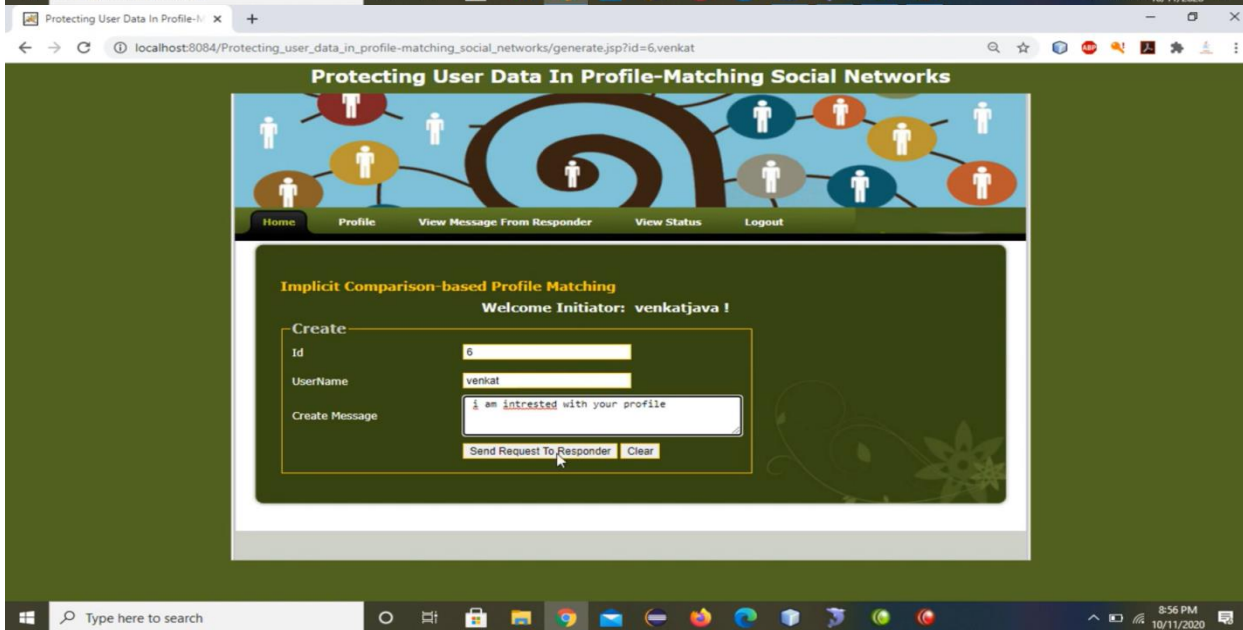 Protecting User Data In Profile-M
localhost:8084/Protecting_user_data_in_profile-matching_social_networks/generate.jsp?id=6,venkat
ABP
Protecting User Data In Profile-Matching Social Networks
Home Profile View Message From Responder View Status Logout
Implicit Comparison-based Profile Matching
Welcome Initiator: venkatjava !
Create
Id 6
UserName venkat
Create Message i am intrested with your profile
Send Request To Responder Clear
Type here to search
8:56 PM
10/11/2020